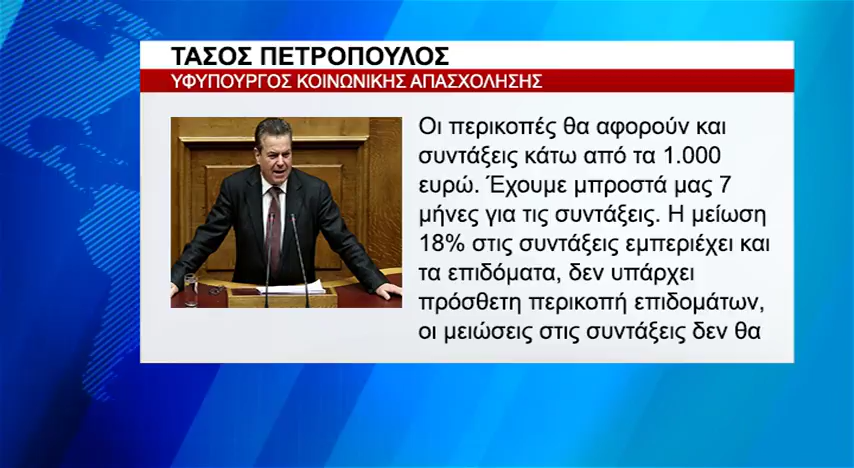 ΤΑΣΟΣ ΠΕΤΡΟΠΟΥΛΟΣ
ΥΦΥΠΟΥΡΓΟΣ ΚΟΙΝΩΝΙΚΗΣ ΑΠΑΣΧΟΛΗΣΗΣ
Οι περικοπές θα αφορούν και
συντάξεις κάτω από τα 1.000
ευρώ. Έχουμε μπροστά μας 7
μήνες για τις συντάξεις. Η μείωση
18% στις συντάξεις εμπεριέχει και
τα επιδόματα, δεν υπάρχει
πρόσθετη περικοπή επιδομάτων,
οι μειώσεις στις συντάξεις δεν θα